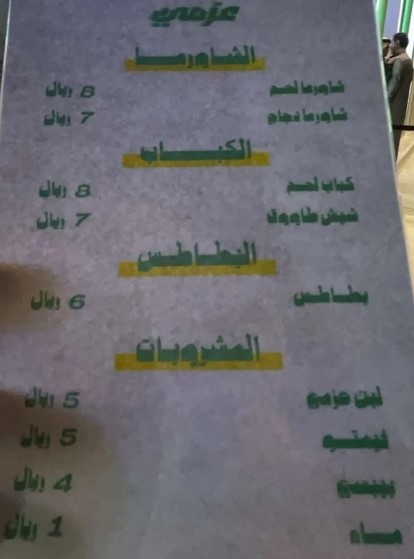 عزمي
الشاورما
شاورما لحم 8 ريال
شاورما دجاج 7 ريال
الكباب
كباب لحم 8 ريال
شيش طاووق 7 ريال
البطاطس
بطاطس 6 ريال
المشروبات
لبن عزمي 5 ريال
فيمتو 5 ريال
بيبسي 4 ريال
ماء 1 ريال